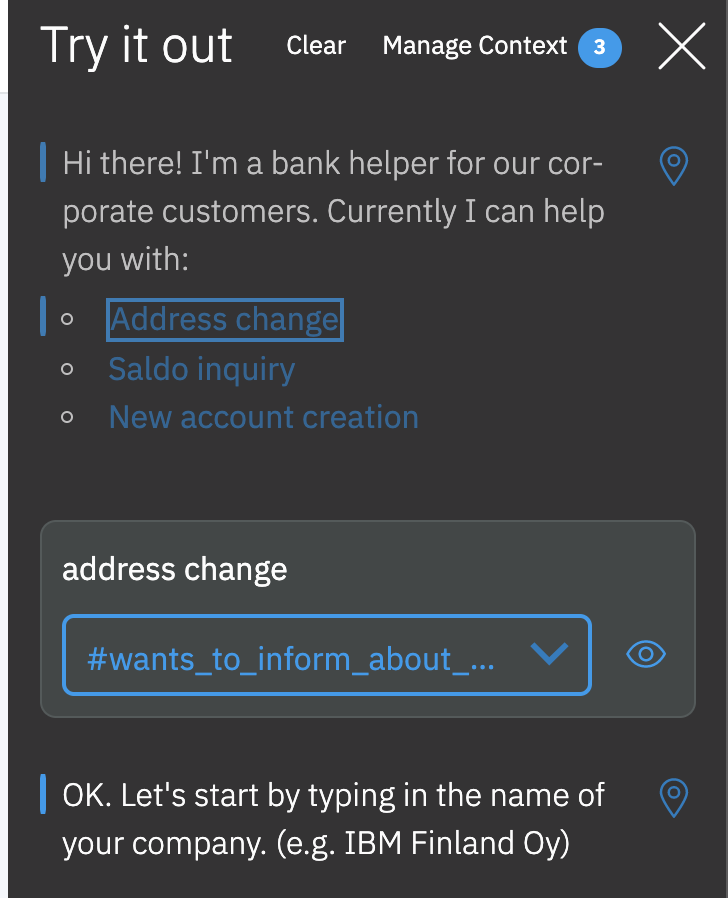 Try it out
Clear
Manage Context
3
Hi there! I'm a bank helper for our cor-
porate customers. Currently I can help
you with:
Address change
Saldo inquiry
New account creation
address change
#wants_to_inform_about_...
OK. Let's start by typing in the name of
your company. (e.g. IBM Finland Oy)